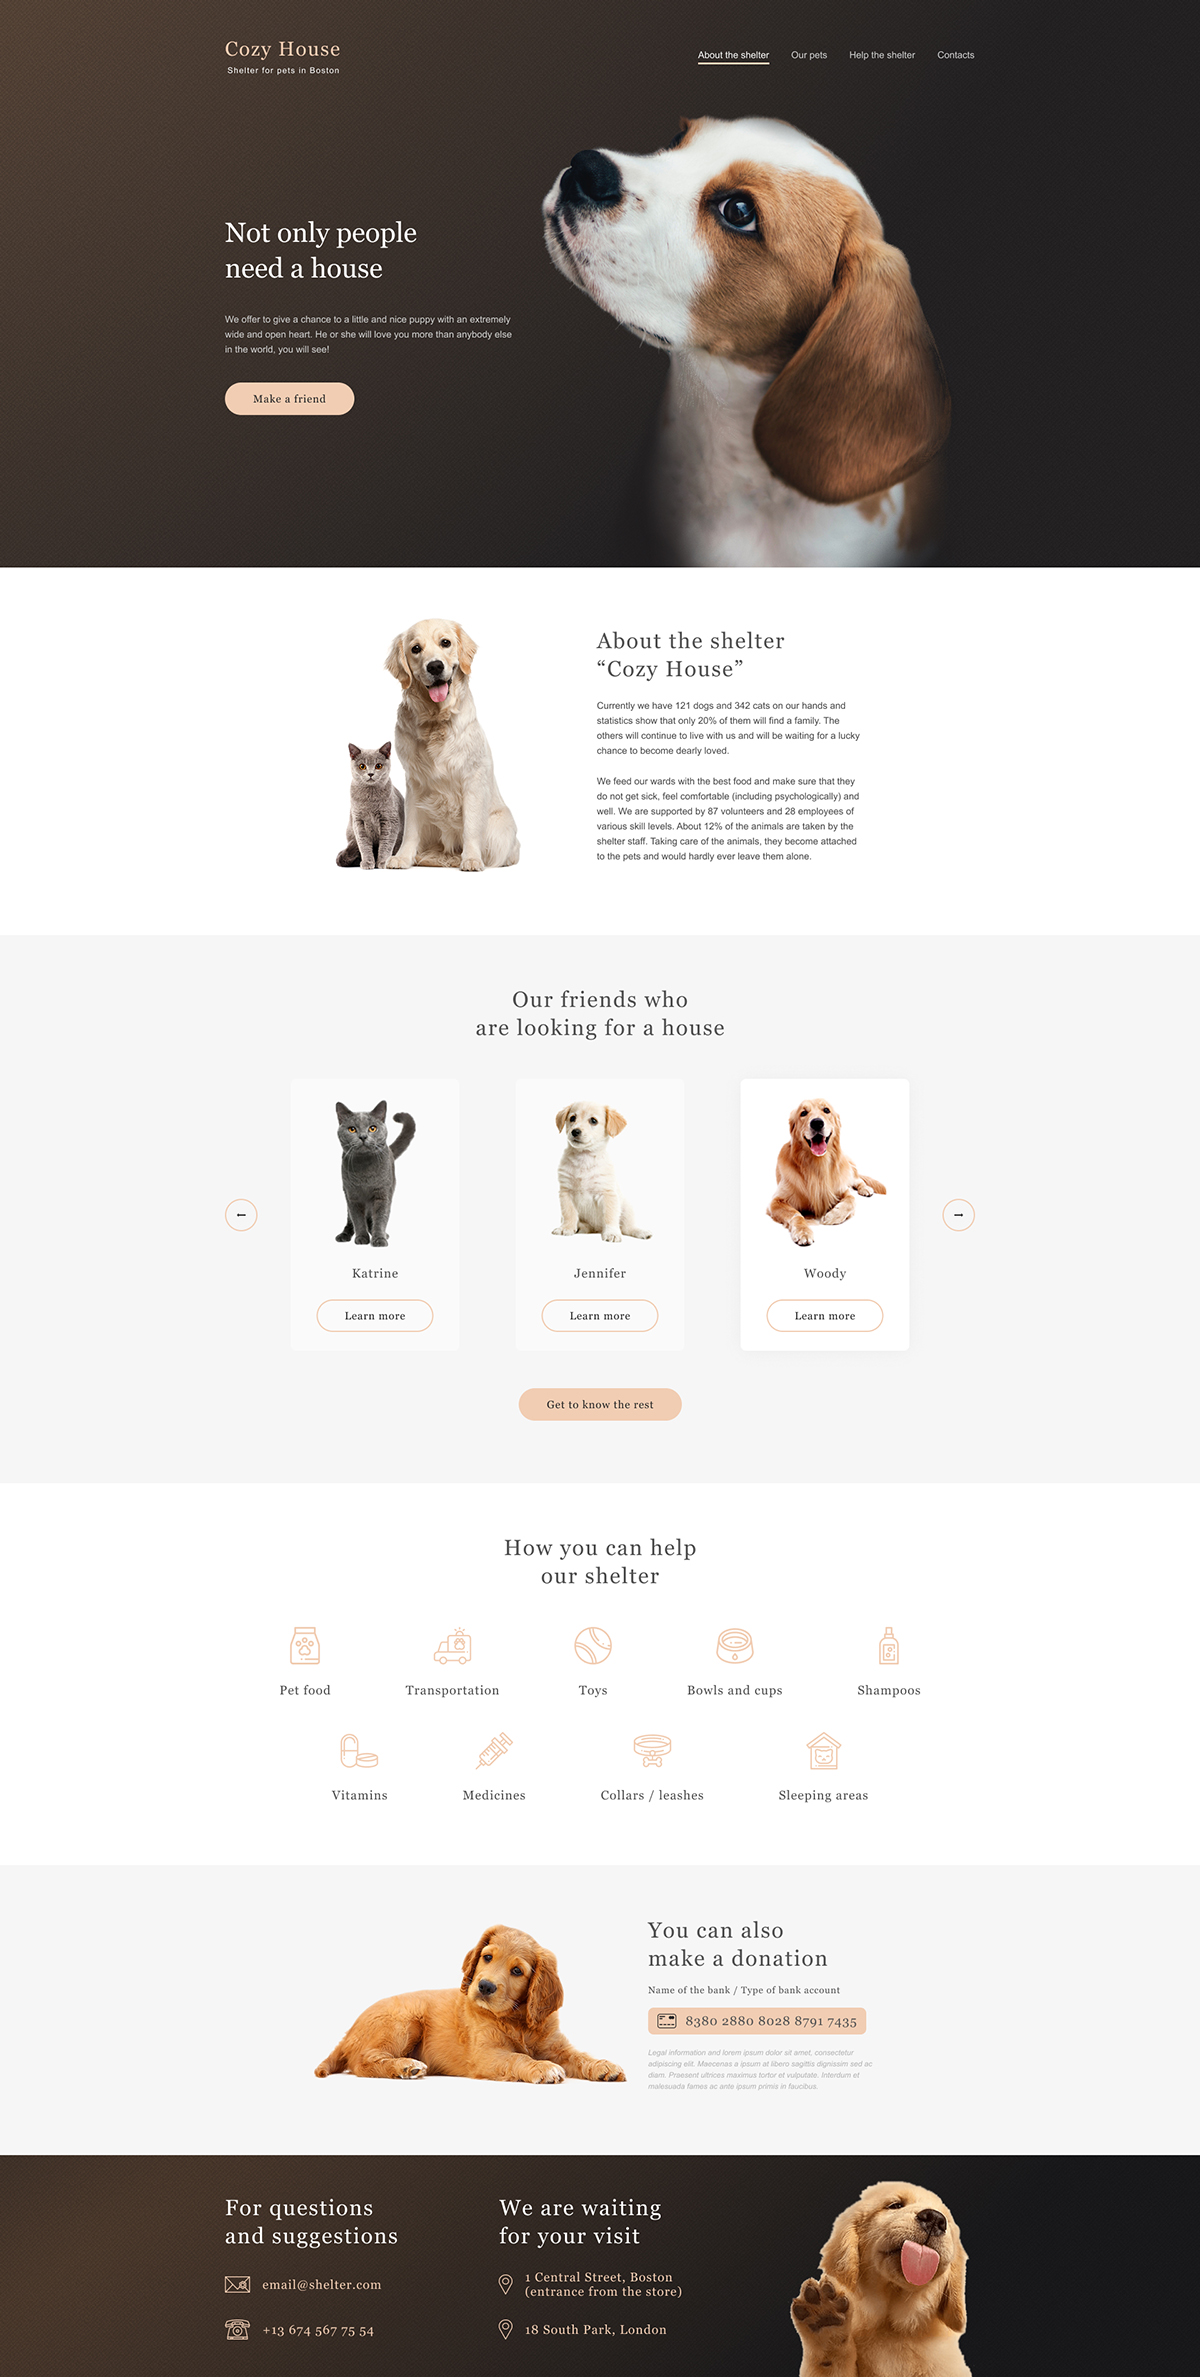 Cozy House
Shelter for pets in Boston
About the shelter
Our pets
Help the shelter
Contacts
Not only people
need a house
We offer to give a chance to a little and nice puppy with an extremely
wide and open heart. He or she will love you more than anybody else
in the world, you will see!
Make a friend
About the shelter
“Cozy House”
Currently we have 121 dogs and 342 cats on our hands and
statistics show that only 20% of them will find a family. The
others will continue to live with us and will be waiting for a lucky
chance to become dearly loved.
We feed our wards with the best food and make sure that they
do not get sick, feel comfortable (including psychologically) and
well. We are supported by 87 volunteers and 28 employees of
various skill levels. About 12% of the animals are taken by the
shelter staff. Taking care of the animals, they become attached
to the pets and would hardly ever leave them alone.
Our friends who
are looking for a house
Katrine
Learn more
Jennifer
Learn more
Woody
Learn more
Get to know the rest
How you can help
our shelter
Pet food
Transportation
Toys
Bowls and cups
Shampoos
Vitamins
Medicines
Collars / leashes
Sleeping areas
You can also
make a donation
Name of the bank / Type of bank account
8380 2880 8028 8791 7435
Legal information and lorem ipsum dolor sit amet, consectetur
adipiscing elit. Maecenas a ipsum at libero sagittis dignissim sed ac
diam. Praesent ultrices maximus tortor et vulputate. Interdum et
malesuada fames ac ante ipsum primis in faucibus.
For questions
and suggestions
email@shelter.com
+13 674 567 75 54
We are waiting
for your visit
1 Central Street, Boston
(entrance from the store)
18 South Park, London